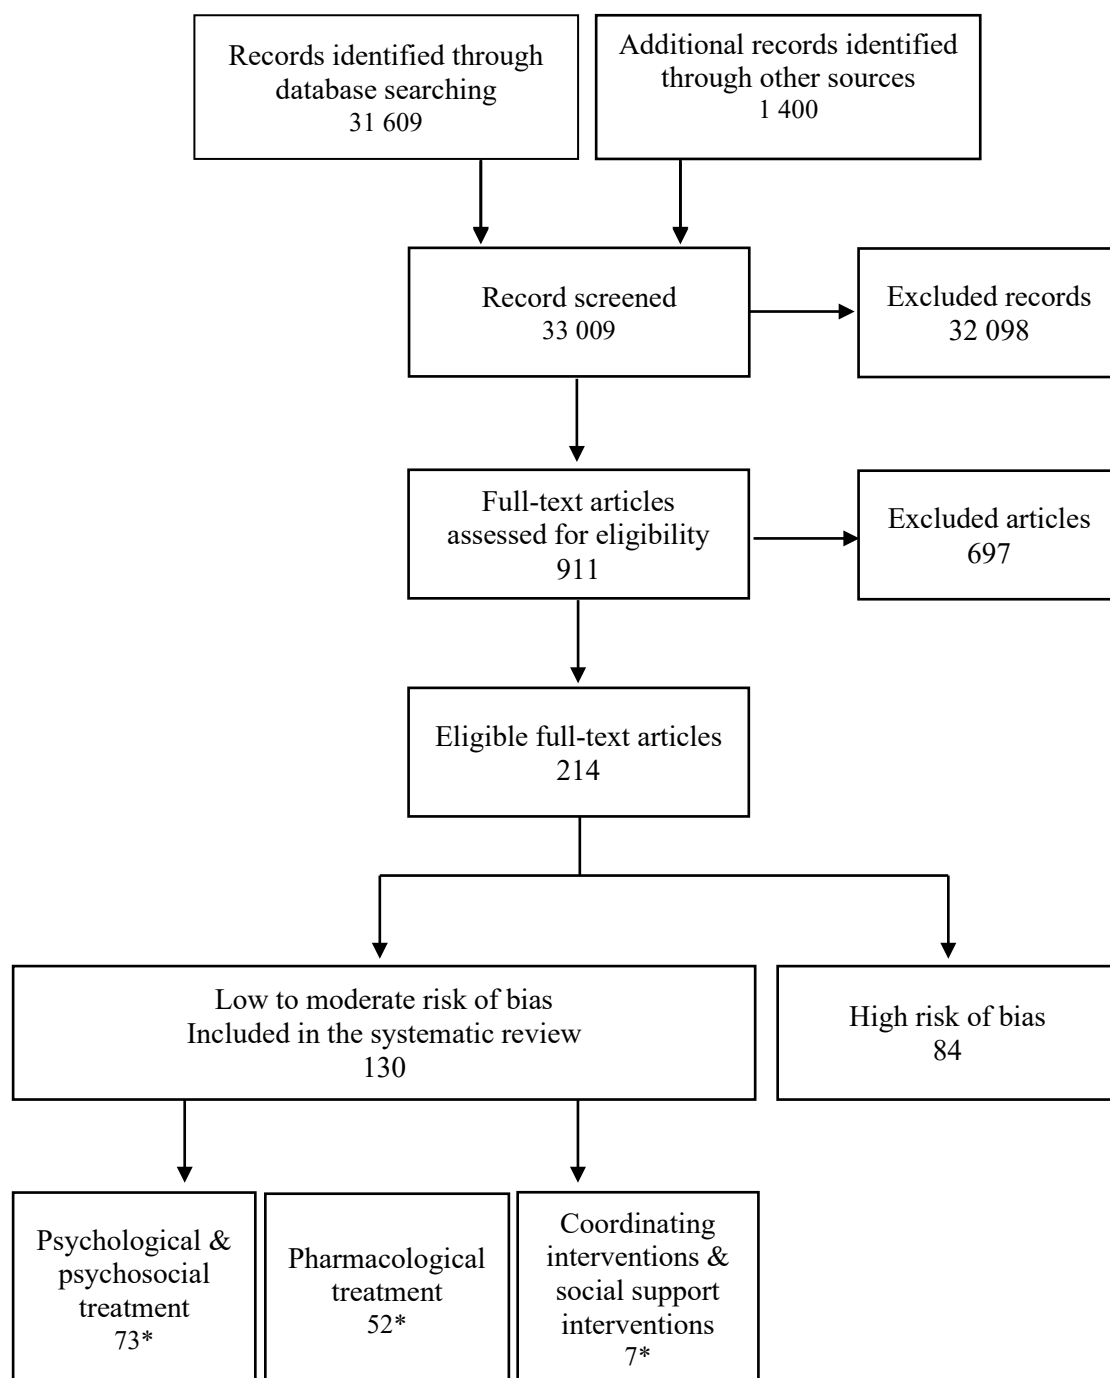 Records identified through
database searching
31 609
Additional records identified
through other sources
1 400
Record screened
33 009
Excluded records
32 098
Full-text articles
assessed for eligibility
911
Excluded articles
697
Eligible full-text articles
214
Low to moderate risk of bias
Included in the systematic review
130
High risk of bias
84
Psychological &
psychosocial
treatment
73*
Pharmacological
treatment
52*
Coordinating
interventions &
social support
interventions
7*